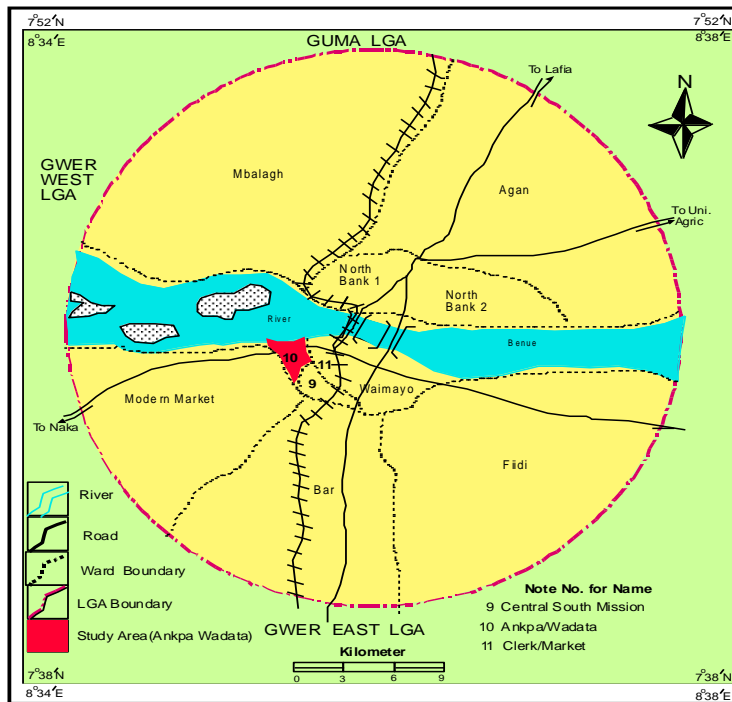 7°52'N
8°34'E
7°52'N
8°38'E
GUMA LGA
To Lafia
N
GWER
WEST
LGA
Mbalagh
Agan
To Uni.
Agric
North
Bank 1
North
Bank 2
River
Benue
10
11
9
Waimayo
Modern Market
To Naka
Fiidi
Bar
River
Road
Ward Boundary
LGA Boundary
Study Area(Ankpa Wadata)
Note No. for Name
9 Central South Mission
10 Ankpa/Wadata
11 Clerk/Market
GWER EAST LGA
Kilometer
0 3 6 9
7°38'N
8°34'E
7°38'N
8°38'E